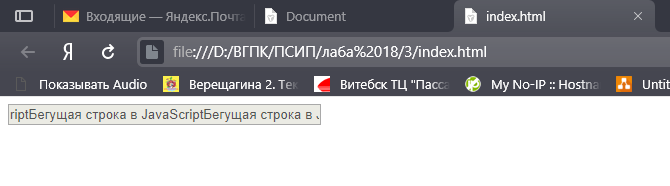 Входящие — Яндекс.Почта
Document
index.html
Я
file:///D:/ВГПК/ПСИП/лаба%2018/3/index.html
Показывать Audio
Верещагина 2. Тек
Витебск ТЦ "Пасса
My No-IP :: Hostna
Untit
riptБегущая строка в JavaScriptБегущая строка в J